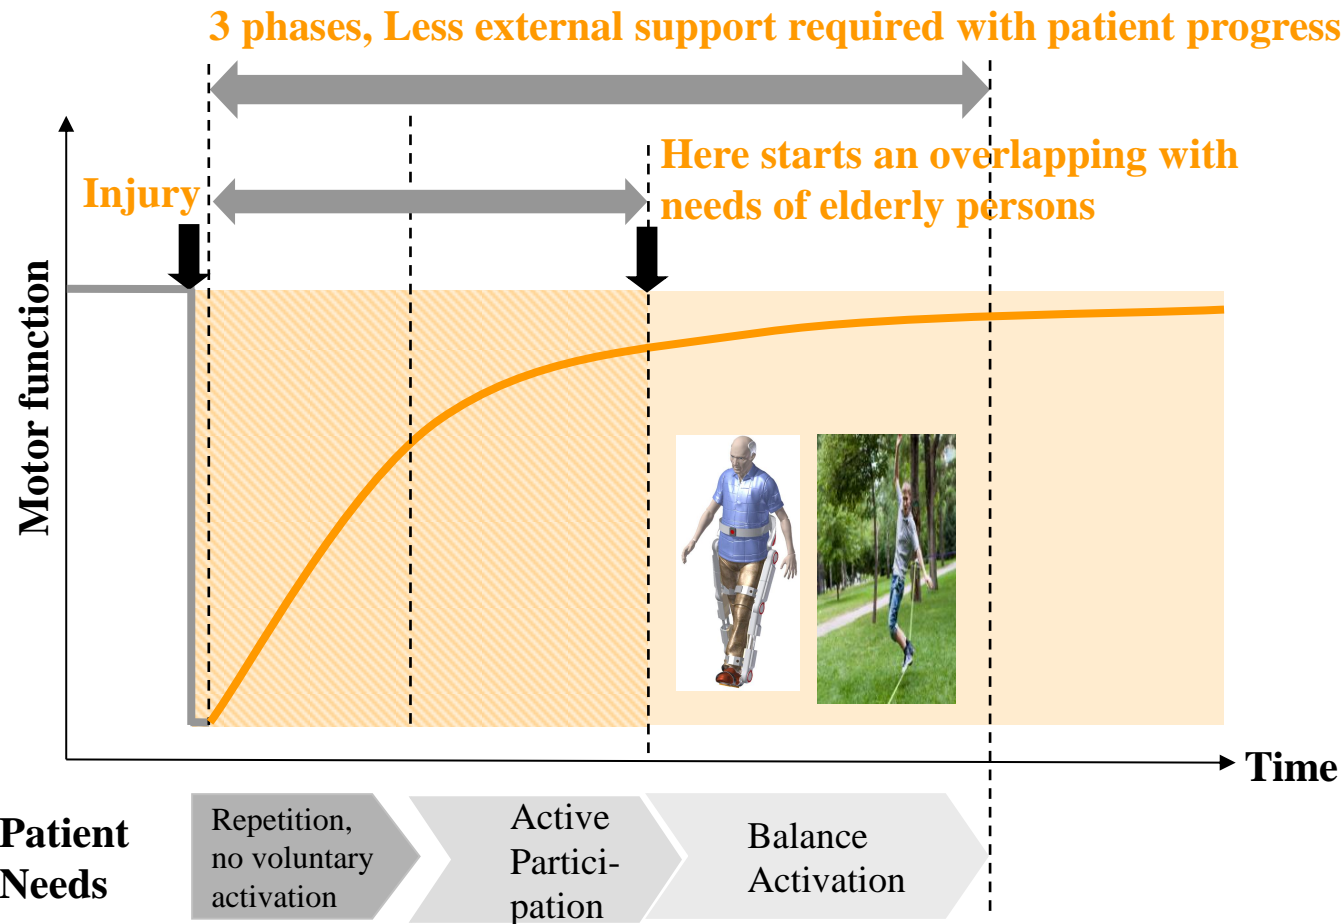 3 phases, Less external support required with patient progress
Here starts an overlapping with
needs of elderly persons
Injury
Motor function
Time
Patient
Needs
Repetition,
no voluntary
activation
Active
Partici-
pation
Balance
Activation